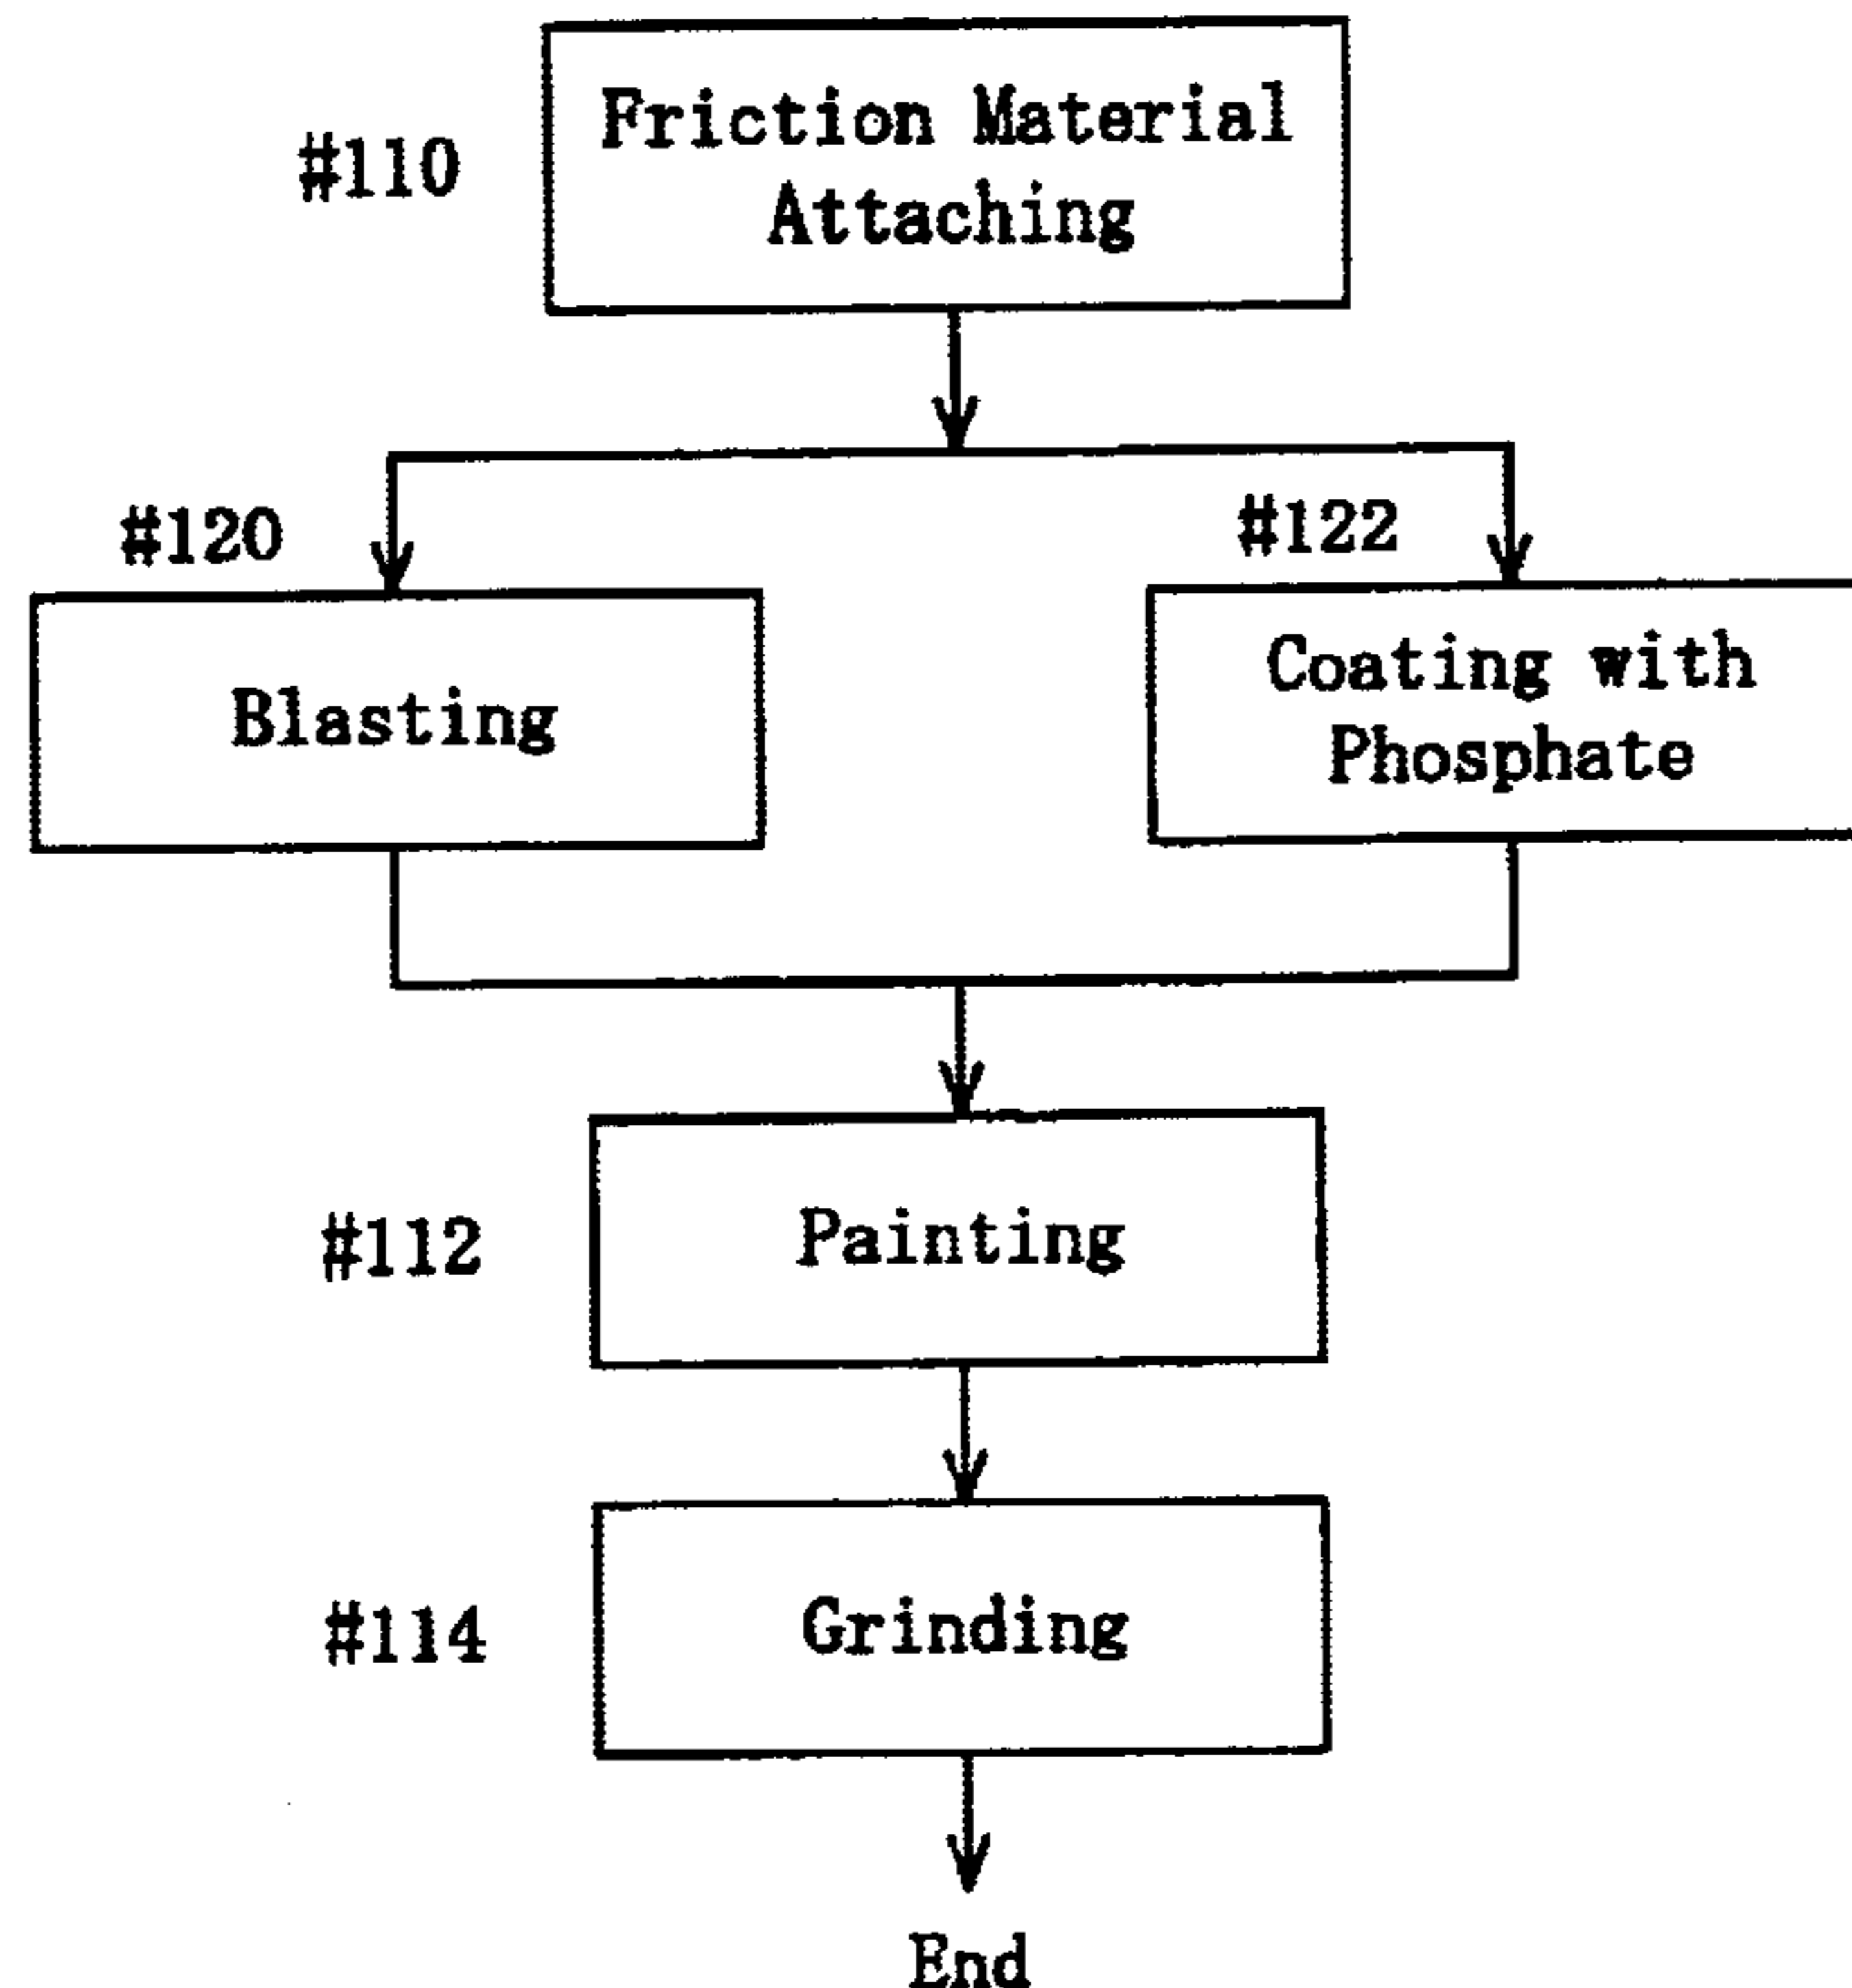 #110
Friction Material
Attaching
#120
#122
Blasting
Coating with
Phosphate
#112
Painting
#114
Grinding
End